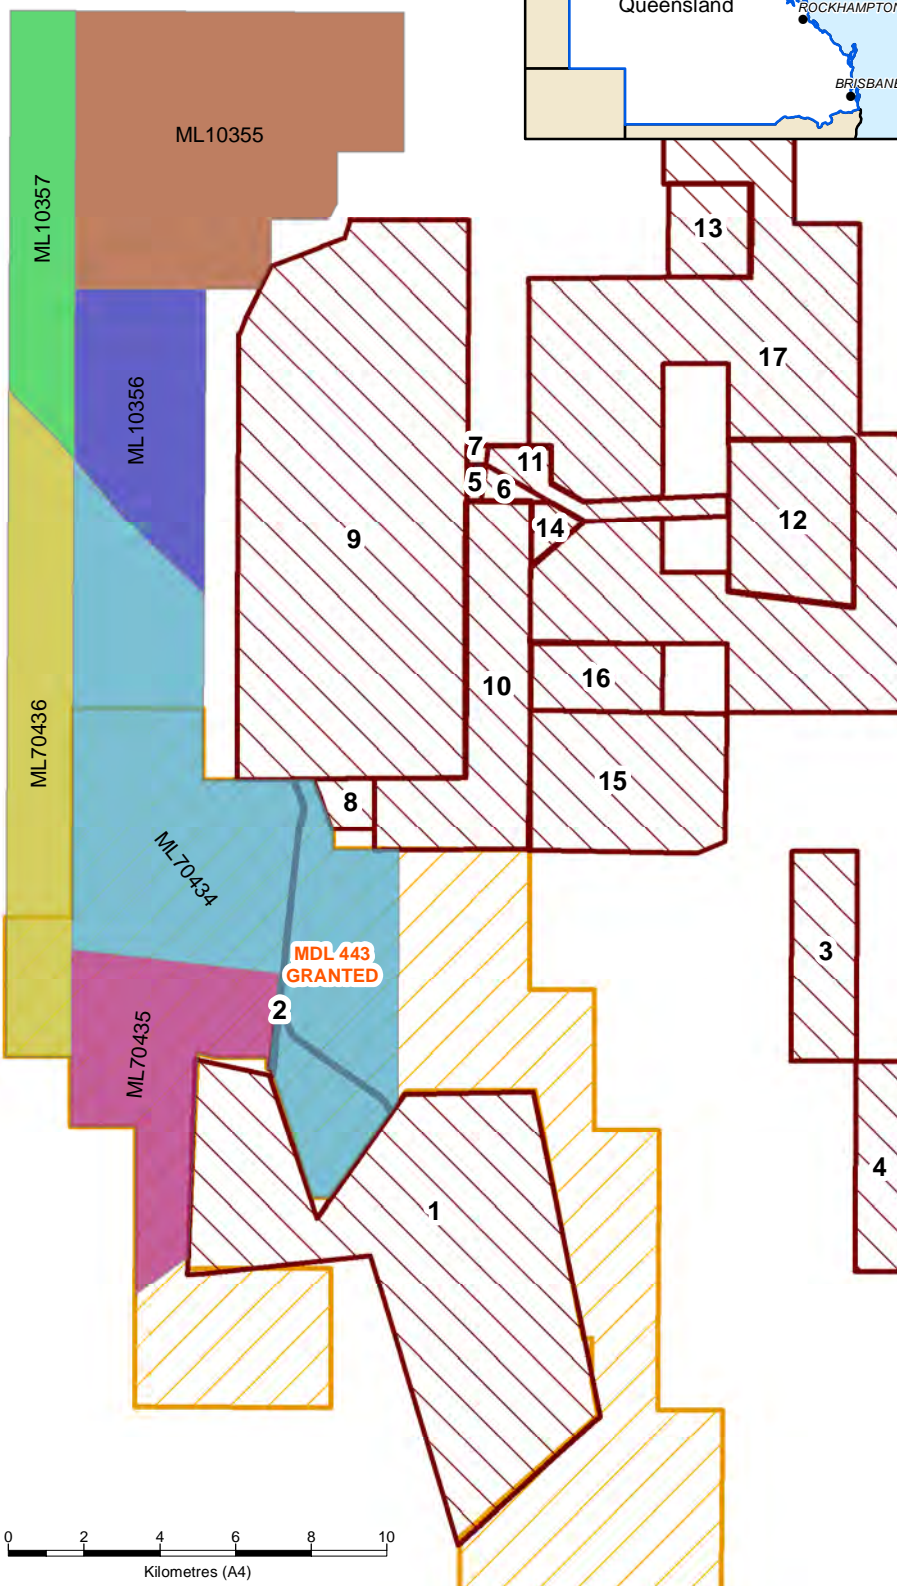 Queensland
ROCKHAMPTON
BRISBANE
ML10355
ML10357
13
17
ML10356
7
11
5
6
14
12
9
10
16
ML70436
15
8
ML70434
MDL 443
GRANTED
3
2
ML70435
4
1
0 2 4 6 8 10
Kilometres (A4)